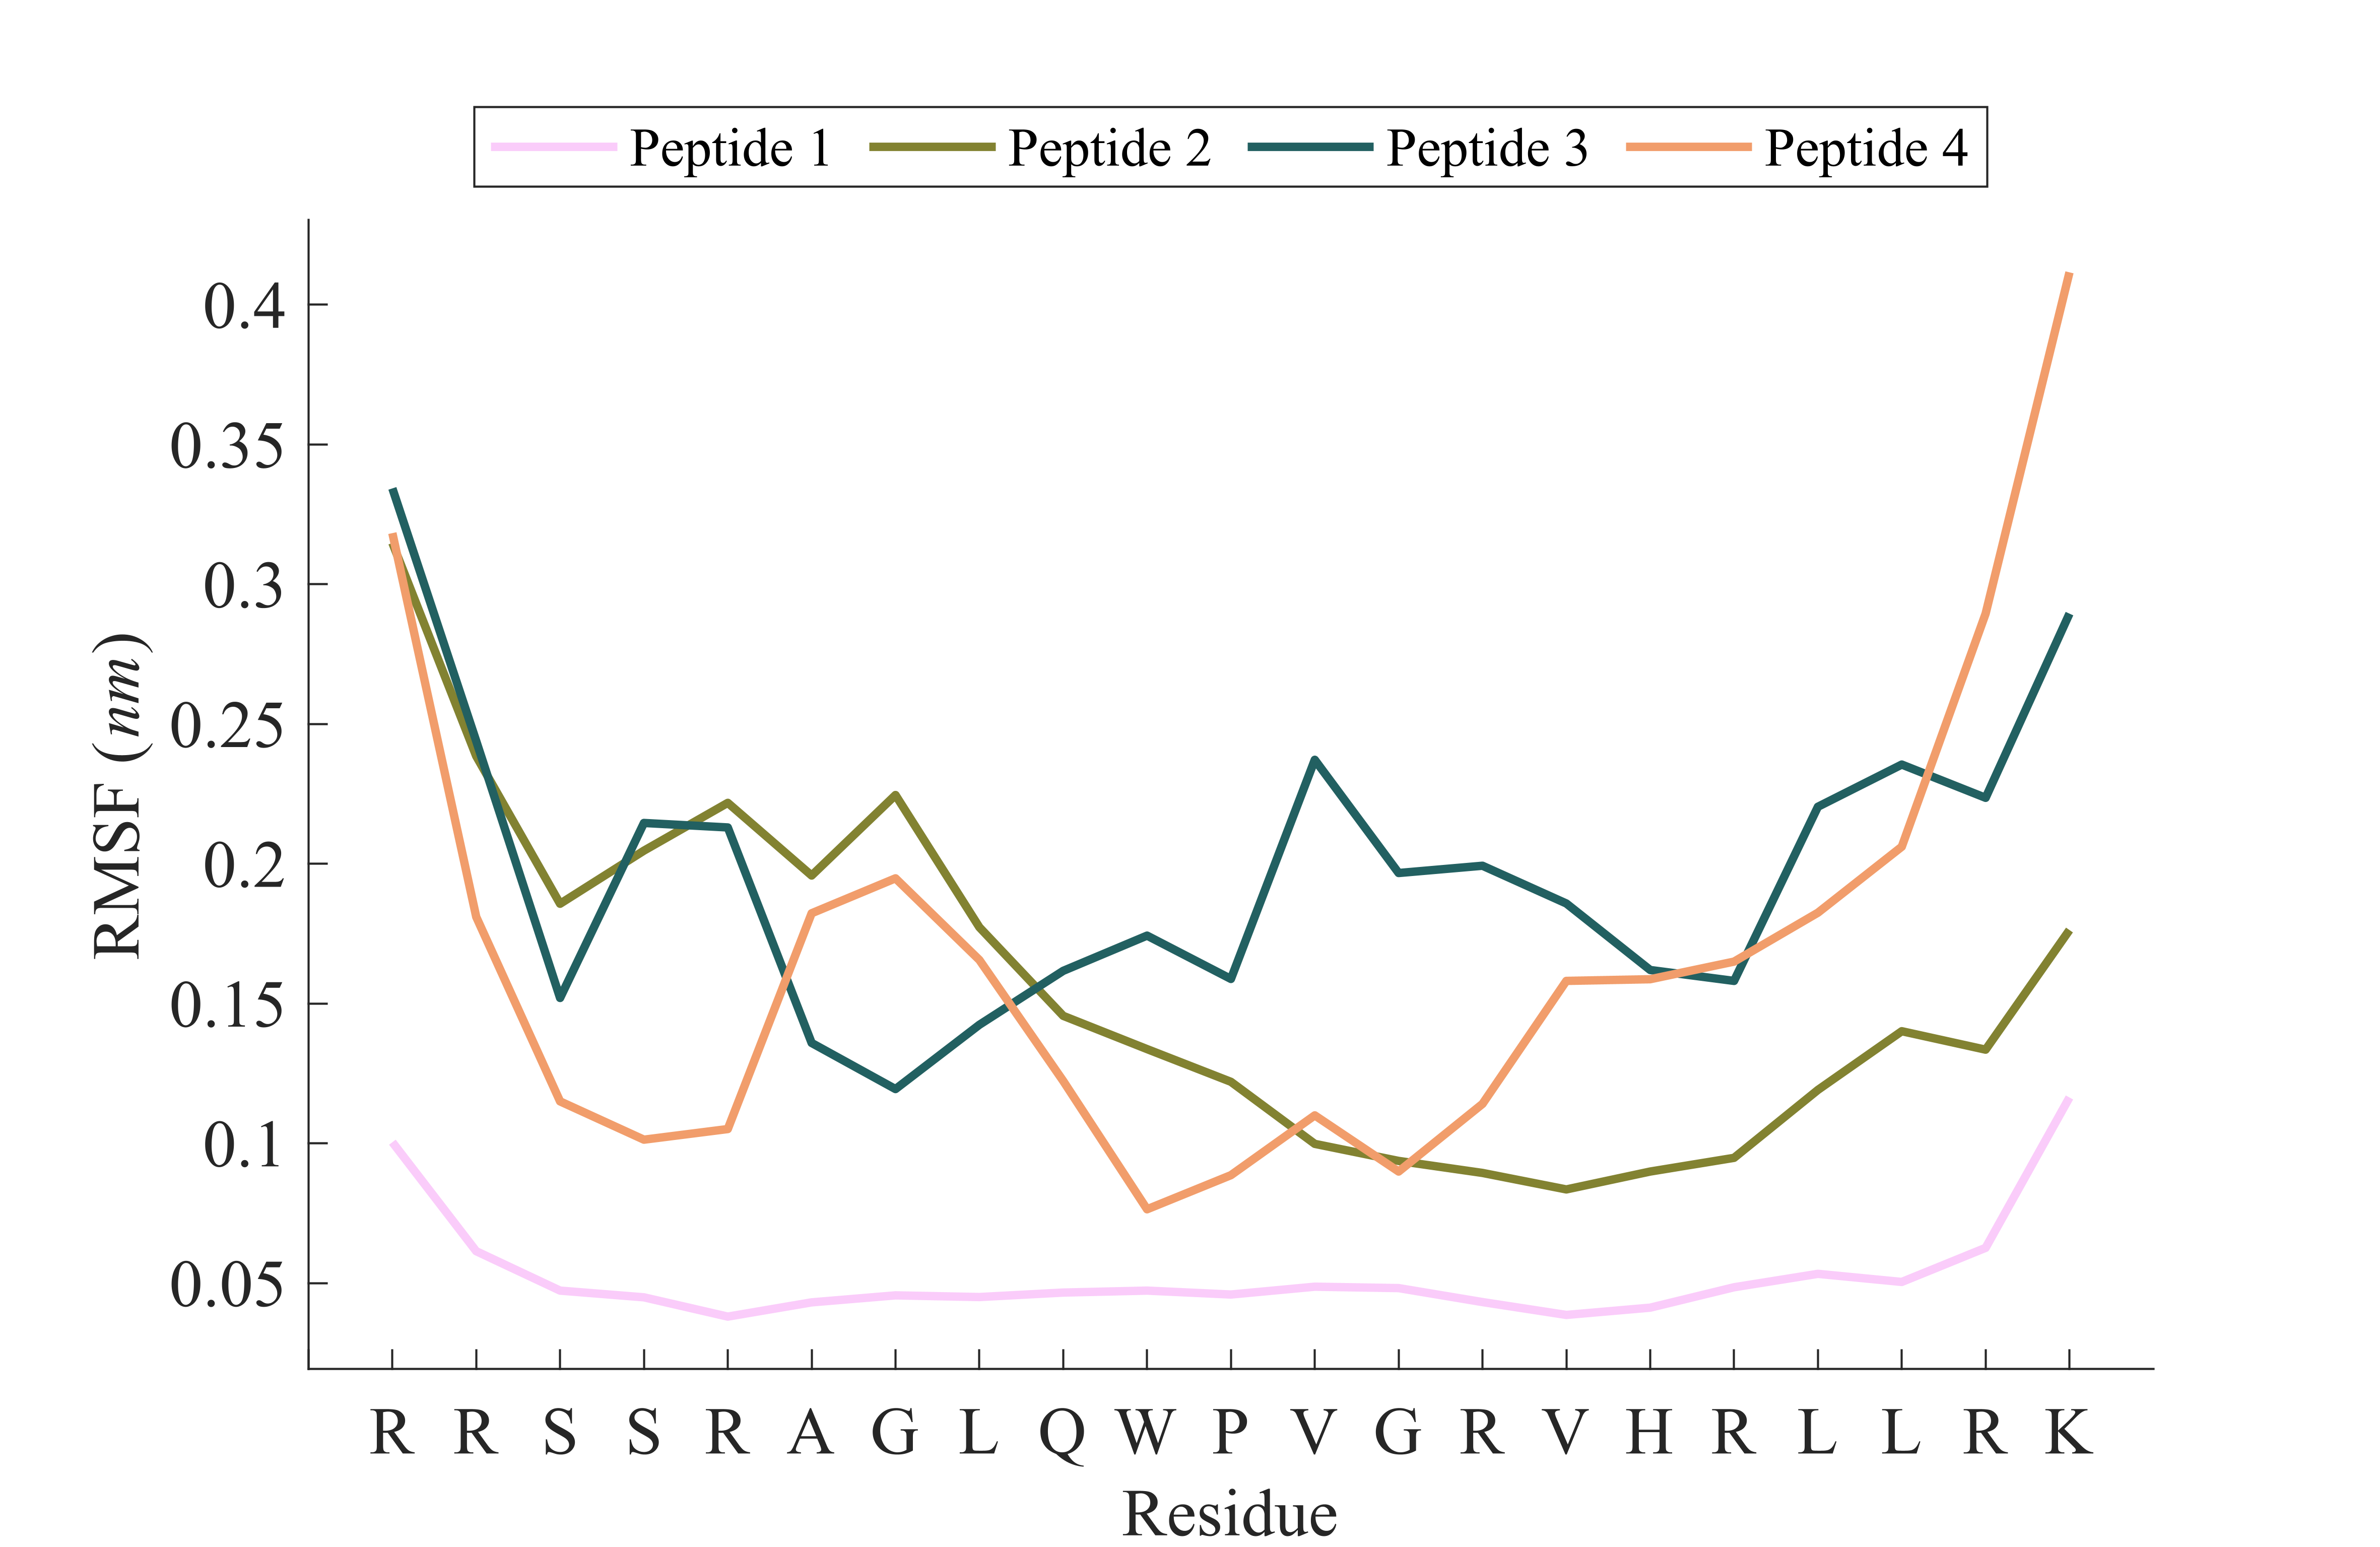 Peptide 1 Peptide 2 Peptide 3 Peptide 4
0.4
0.35
0.3
0.25
0.2
0.15
0.1
0.05
RMSF (nm)
R R S S R A G L Q W P V G R V H R L L R K
Residue